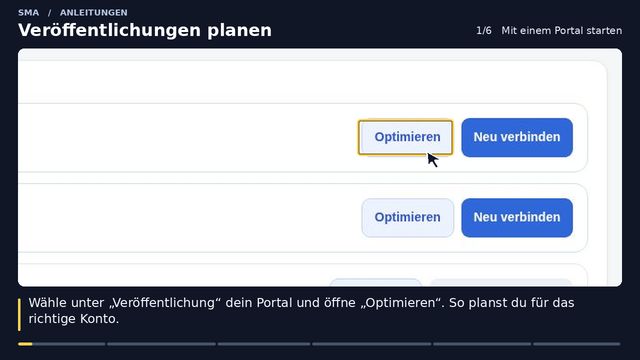 SMA / ANLEITUNGEN
Veröffentlichungen planen
1/6 Mit einem Portal starten
Optimieren
Neu verbinden
Optimieren
Neu verbinden
Wähle unter „Veröffentlichung“ dein Portal und öffne „Optimieren“. So planst du für das
richtige Konto.